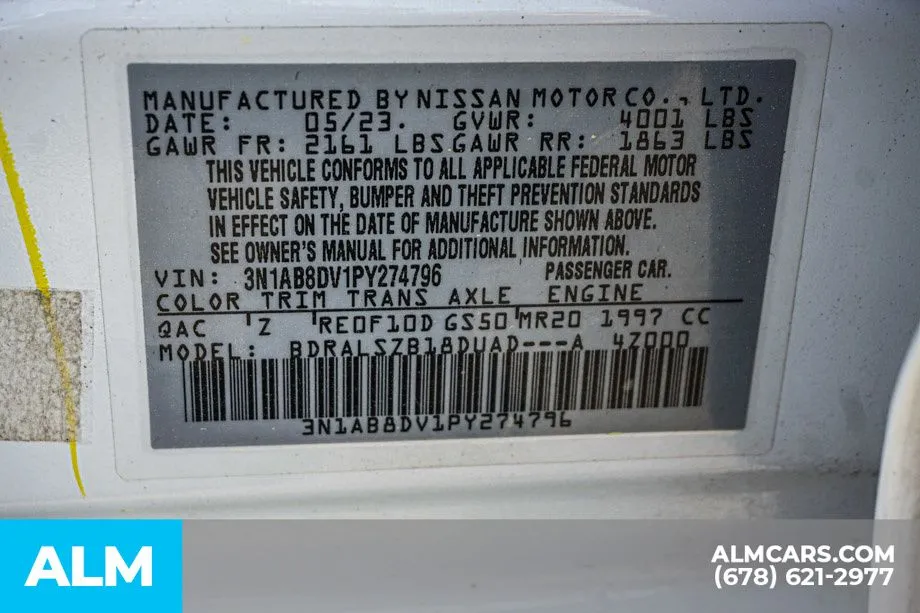 MANUFACTURED BY NISSAN MOTOR CO., LTD.
DATE: 05/23. GVWR: 4001 LBS
GAWR FR: 2161 LBS GAWR RR: 1863 LBS
THIS VEHICLE CONFORMS TO ALL APPLICABLE FEDERAL MOTOR
VEHICLE SAFETY, BUMPER AND THEFT PREVENTION STANDARDS
IN EFFECT ON THE DATE OF MANUFACTURE SHOWN ABOVE.
SEE OWNER'S MANUAL FOR ADDITIONAL INFORMATION.
VIN: 3N1AB8DV1PY274796 PASSENGER CAR.
COLOR TRIM TRANS AXLE ENGINE
QAC Z RE0F10D GS50 MR20 1997 CC
MODEL: BDRALSZB18DUAD---A 4Z000
3N1AB8DV1PY274796
ALM
ALMCARS.COM
(678) 621-2977